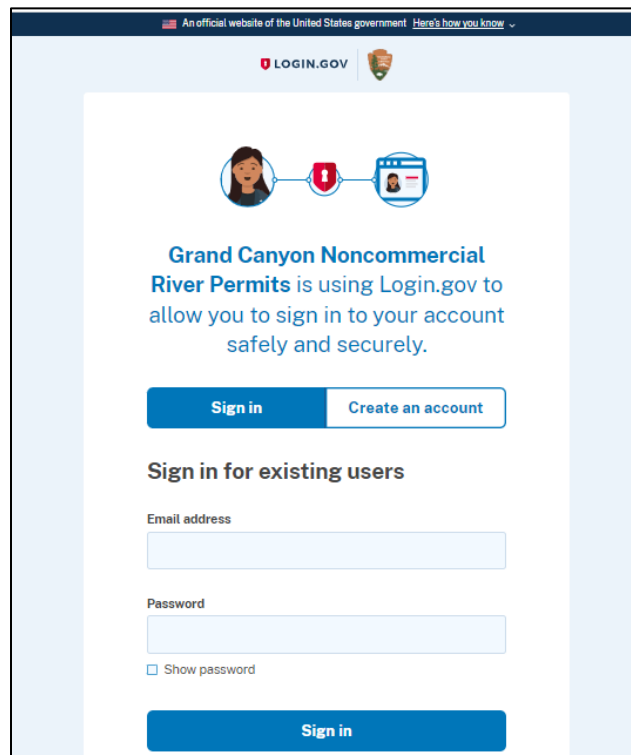 An official website of the United States government Here's how you know
LOGIN.GOV
Grand Canyon Noncommercial
River Permits is using Login.gov to
allow you to sign in to your account
safely and securely.
Sign in Create an account
Sign in for existing users
Email address
Password
Show password
Sign in